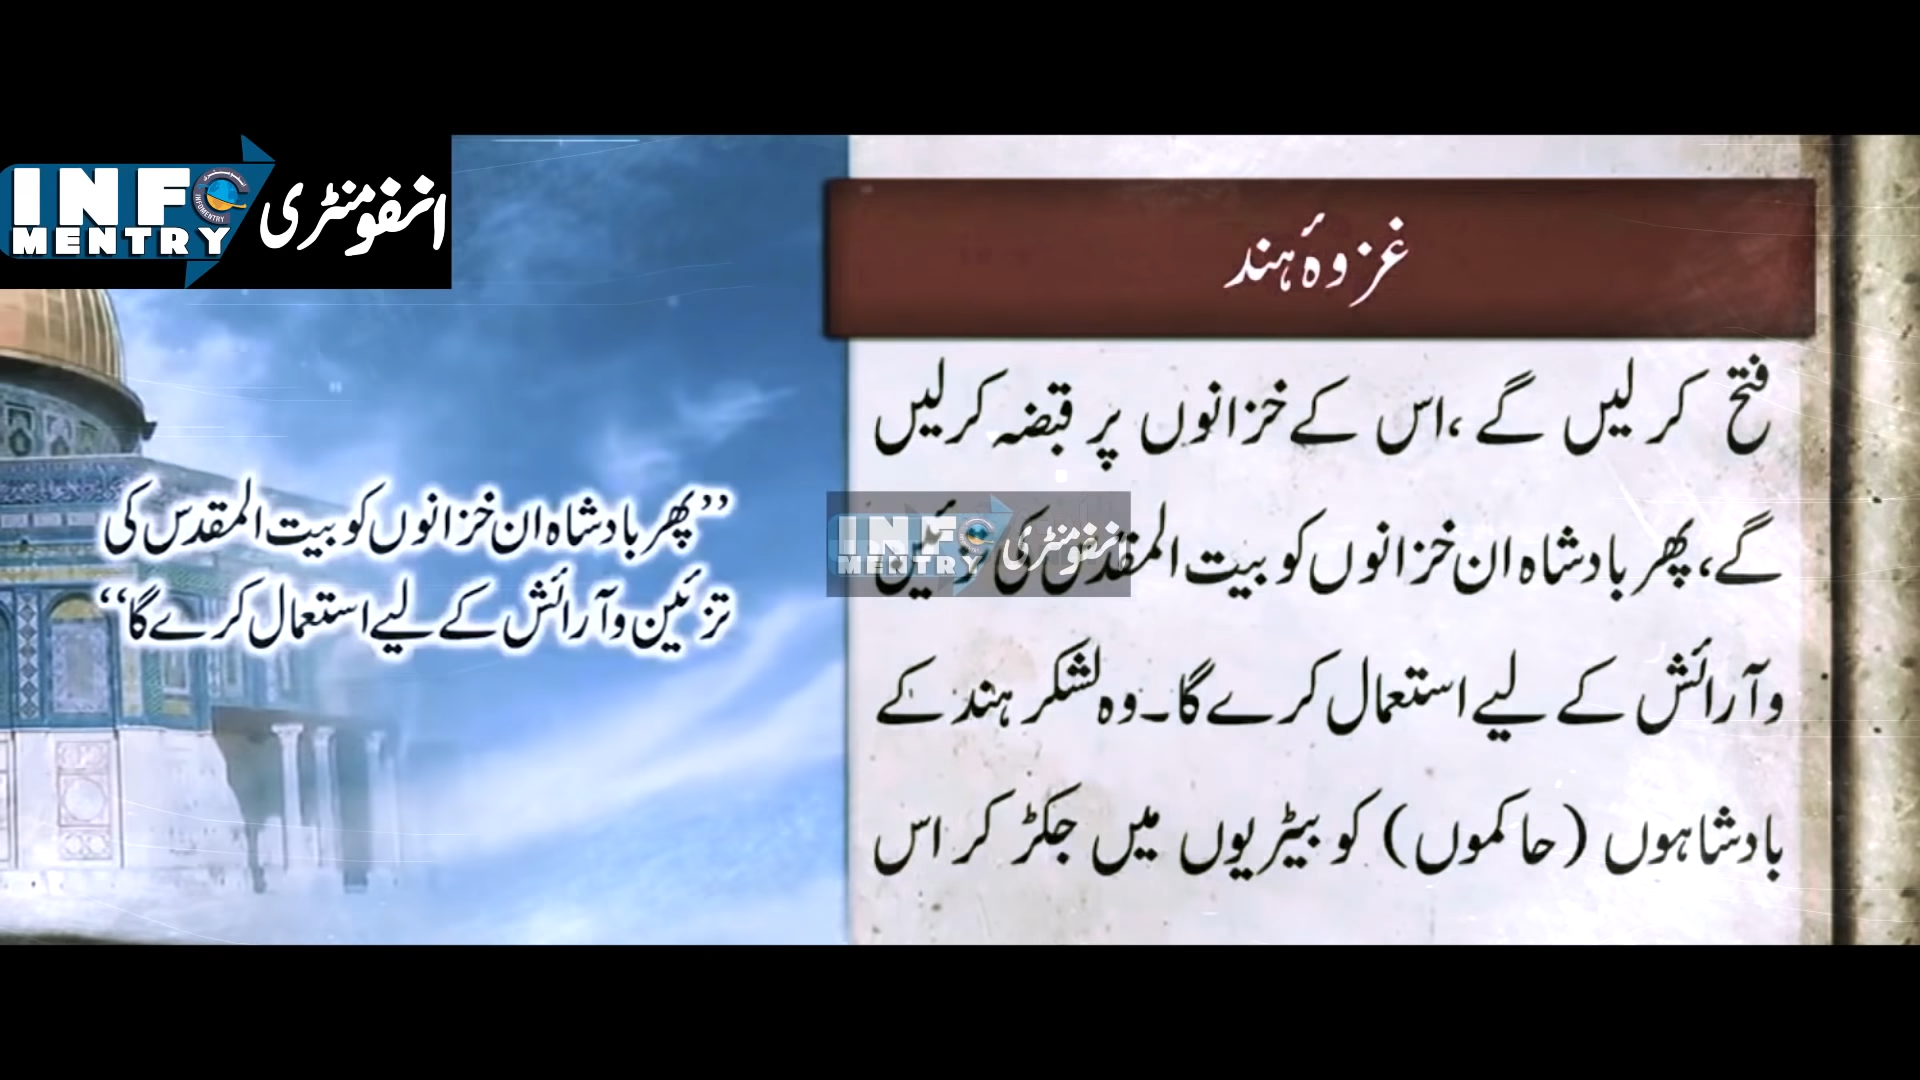 INFO
MENTRY
انفومنٹری
غزوۂ ہند
فتح کرلیں گے ،اس کے خزانوں پر قبضہ کرلیں
گے، پھر بادشاہ ان خزانوں کو بیت المقدس کی تزئین
وآرائش کے لیے استعمال کرے گا۔ وہ لشکر ہند کے
بادشاہوں (حاکموں) کو بیڑیوں میں جکڑ کر اس
’’پھر بادشاہ ان خزانوں کو بیت المقدس کی
تزئین وآرائش کے لیے استعمال کرے گا‘‘
INFO
MENTRY
انفومنٹری